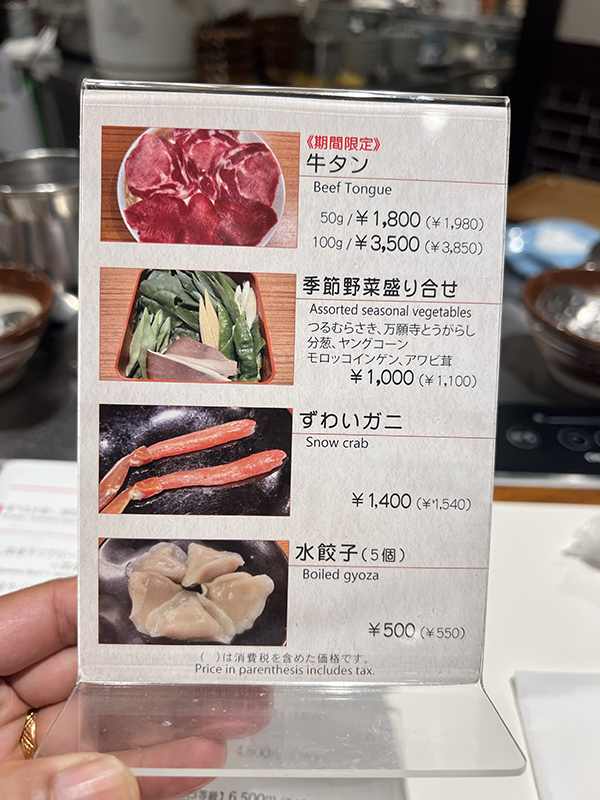 《期間限定》
牛タン
Beef Tongue
50g / ¥1,800 (¥1,980)
100g / ¥3,500 (¥3,850)
季節野菜盛り合せ
Assorted seasonal vegetables
つるむらさき、万願寺とうがらし
分葱、ヤングコーン
モロッコインゲン、アワビ茸
¥1,000 (¥1,100)
ずわいガニ
Snow crab
¥1,400 (¥1,540)
水餃子(5個)
Boiled gyoza
¥500 (¥550)
( )は消費税を含めた価格です。
Price in parenthesis includes tax.
4,800
6,500